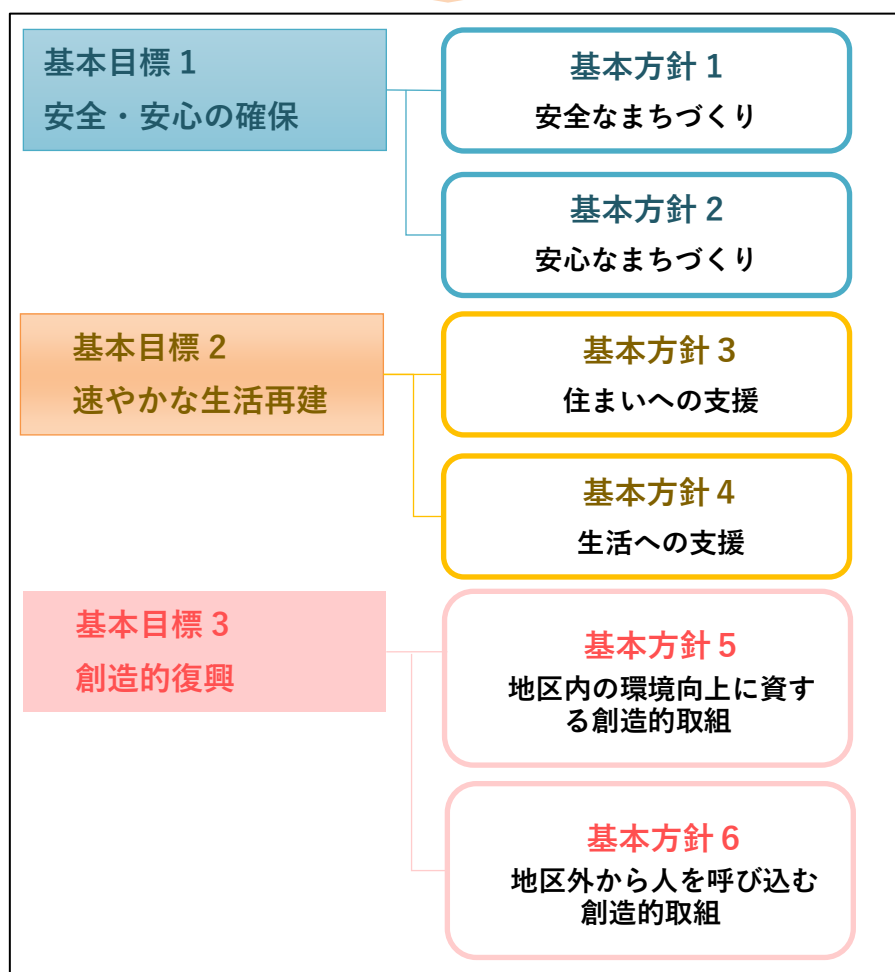 基本目標1
安全・安心の確保
基本方針1
安全なまちづくり
基本方針2
安心なまちづくり
基本目標2
速やかな生活再建
基本方針3
住まいへの支援
基本方針4
生活への支援
基本目標3
創造的復興
基本方針5
地区内の環境向上に資す
る創造的取組
基本方針6
地区外から人を呼び込む
創造的取組